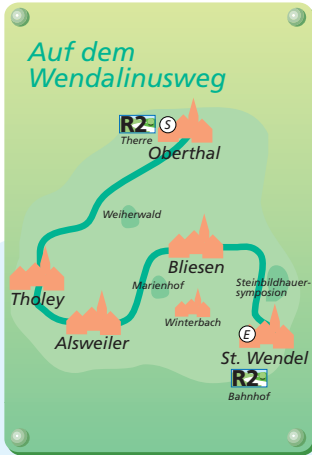 Auf dem
Wendalinusweg
R2
S
Therre
Oberthal
Weiherwald
Bliesen
Tholey
Marienhof
Steinbildhauer-
symposion
Alsweiler
Winterbach
E
St. Wendel
R2
Bahnhof